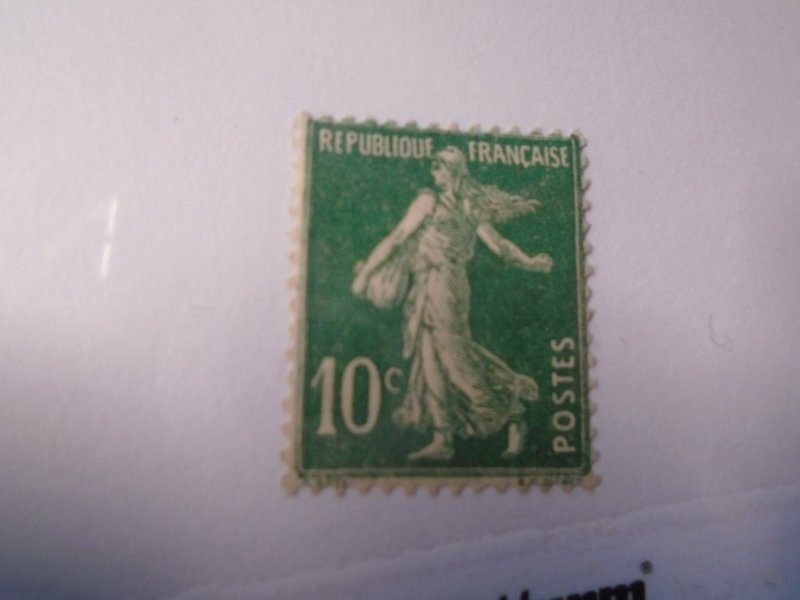 REPUBLIQUE FRANÇAISE
10c
POSTES